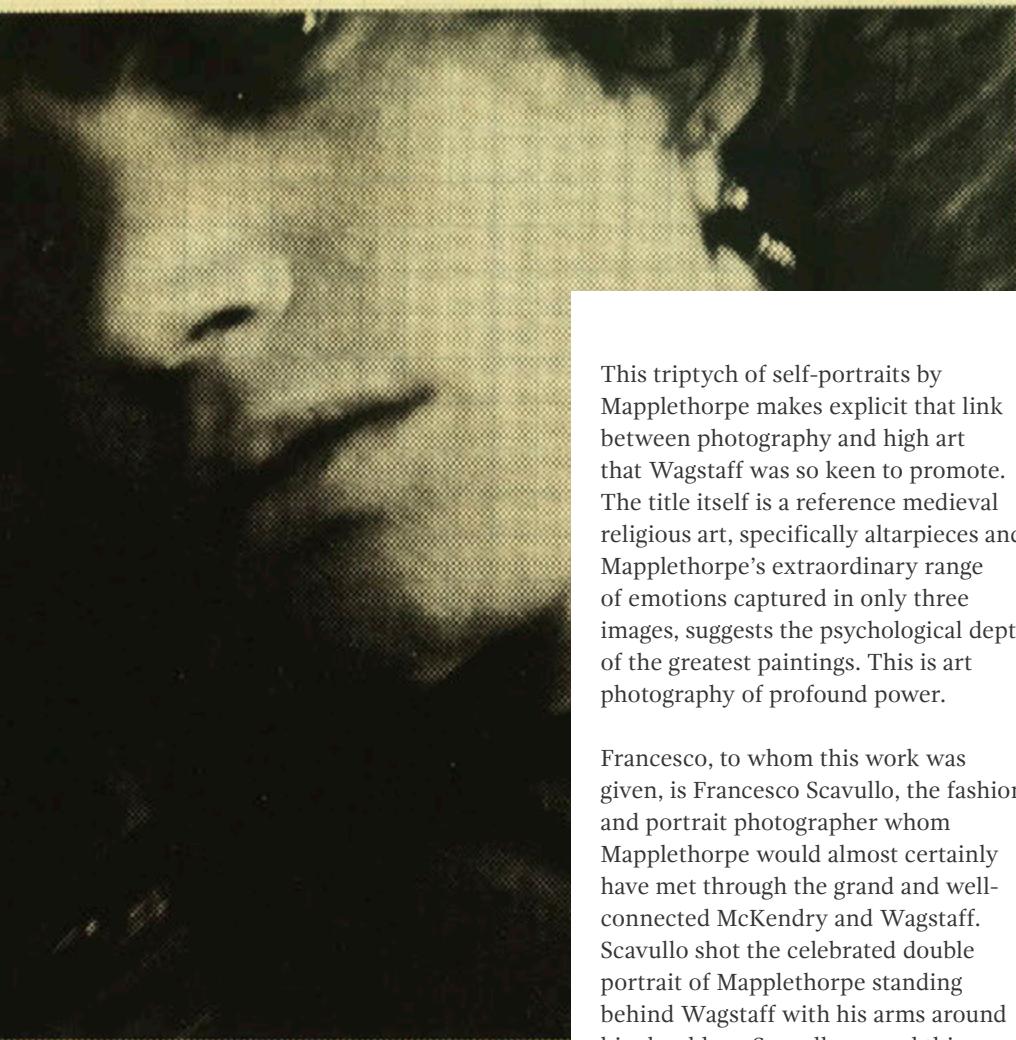 This triptych of self-portraits by
Mapplethorpe makes explicit that link
between photography and high art
that Wagstaff was so keen to promote.
The title itself is a reference medieval
religious art, specifically altarpieces and
Mapplethorpe’s extraordinary range
of emotions captured in only three
images, suggests the psychological dept
of the greatest paintings. This is art
photography of profound power.

Francesco, to whom this work was
given, is Francesco Scavullo, the fashion
and portrait photographer whom
Mapplethorpe would almost certainly
have met through the grand and well-
connected McKendry and Wagstaff.
Scavullo shot the celebrated double
portrait of Mapplethorpe standing
behind Wagstaff with his arms around